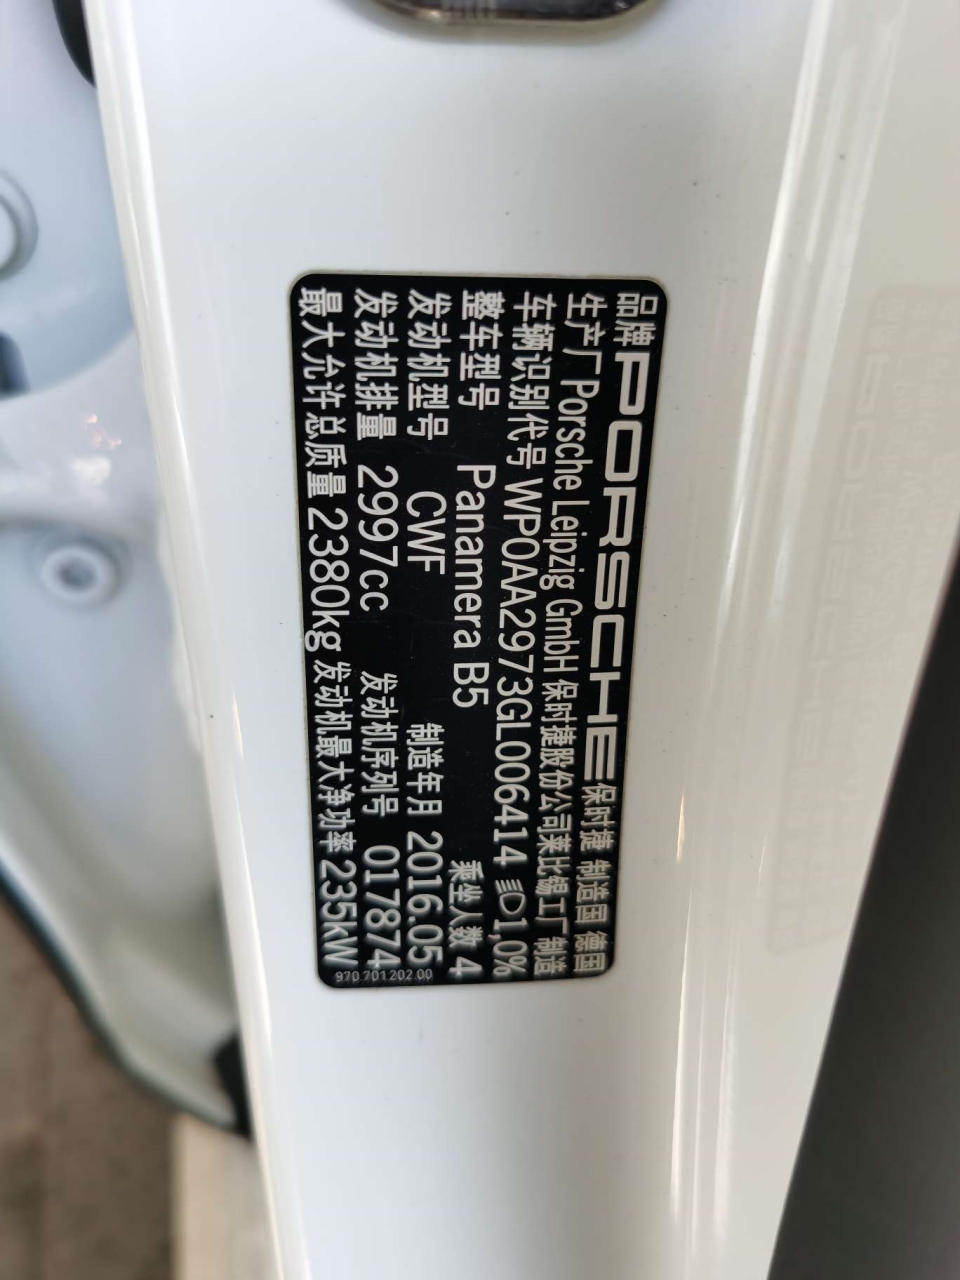 品牌 PORSCHE 保时捷 制造国 德国
生产厂 Porsche Leipzig GmbH 保时捷股份公司莱比锡工厂 制造
车辆识别代号 WP0AA2973GL006414 1,0%
整车型号 Panamera B5 乘坐人数 4
发动机型号 CWF 制造年月 2016.05
发动机排量 2997cc 发动机序列号 017874
最大允许总质量 2380kg 发动机最大净功率 235kW
970 701 202 00